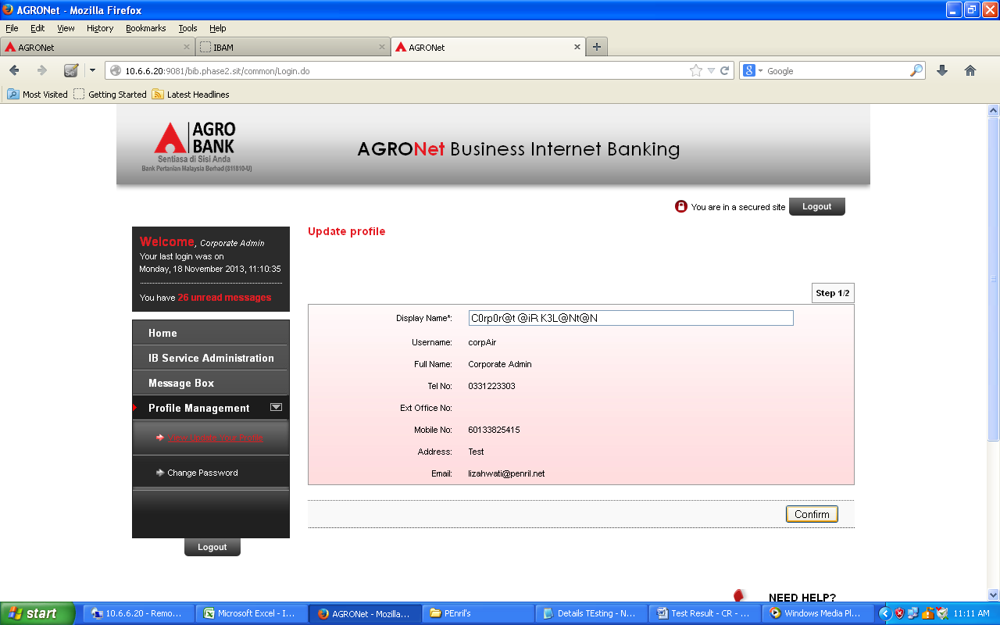 AGRONet - Mozilla Firefox
File Edit View History Bookmarks Tools Help
AGRONet
IBAM
AGRONet
10.6.6.20:9081/bib.phase2.sit/common/Login.do
Google
Most Visited Getting Started Latest Headlines
AGRO
BANK
Sentiasa di Sisi Anda
Bank Pertanian Malaysia Berhad (811810-U)
AGRONet Business Internet Banking
You are in a secured site
Logout
Welcome, Corporate Admin
Your last login was on
Monday, 18 November 2013, 11:10:35
You have 26 unread messages
Home
IB Service Administration
Message Box
Profile Management
Change Password
Logout
Update profile
Step 1/2
Display Name*: C0rp0r@t @iR K3L@Nt@N
Username: corpAir
Full Name: Corporate Admin
Tel No: 0331223303
Ext Office No:
Mobile No: 60133825415
Address: Test
Email: lizahwati@penril.net
Confirm
NEED HELP?
start
10.6.6.20 - Remo...
Microsoft Excel - I...
AGRONet - Mozilla...
PEnril's
Details TEsting - N...
Test Result - CR - ...
Windows Media Pl...
11:11 AM